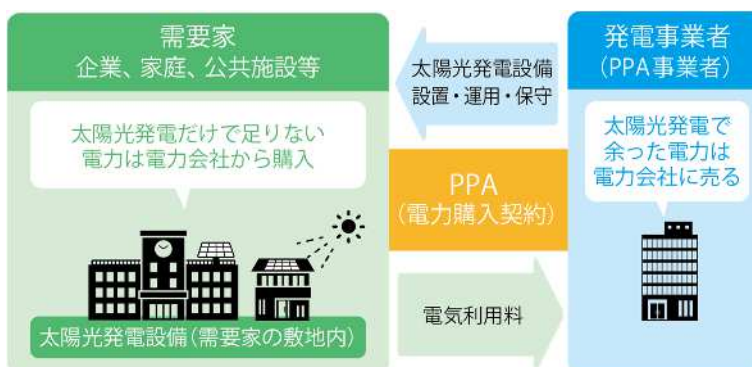 需要家
企業、家庭、公共施設等
太陽光発電だけで足りない
電力は電力会社から購入
太陽光発電設備(需要家の敷地内)
太陽光発電設備
設置・運用・保守
PPA
(電力購入契約)
電気利用料
発電事業者
(PPA事業者)
太陽光発電で
余った電力は
電力会社に売る